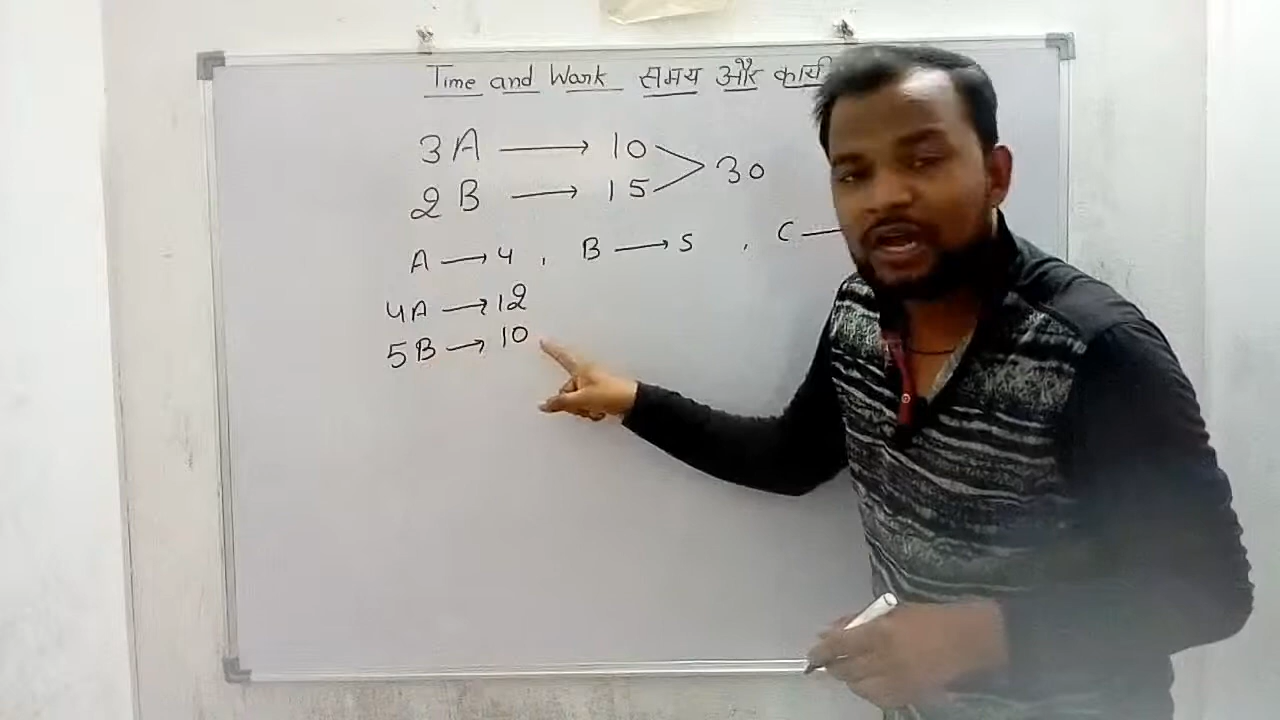 Time and Work समय और कार्य
3A → 10
2B → 15 > 30
A → 4 , B → 5 , C →
4A → 12
5B → 10